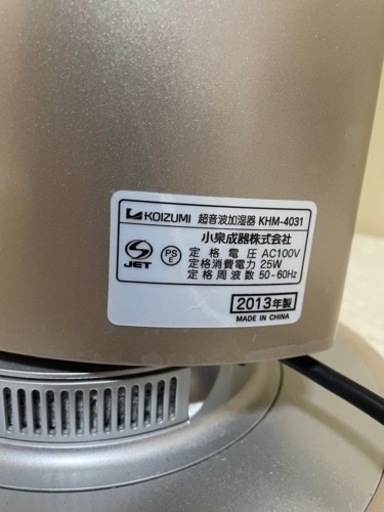 KOIZUMI 超音波加湿器 KHM-4031
小泉成器株式会社
定格電圧 AC100V
定格消費電力 25W
定格周波数 50-60Hz
S JET
PS E
2013年製
MADE IN CHINA